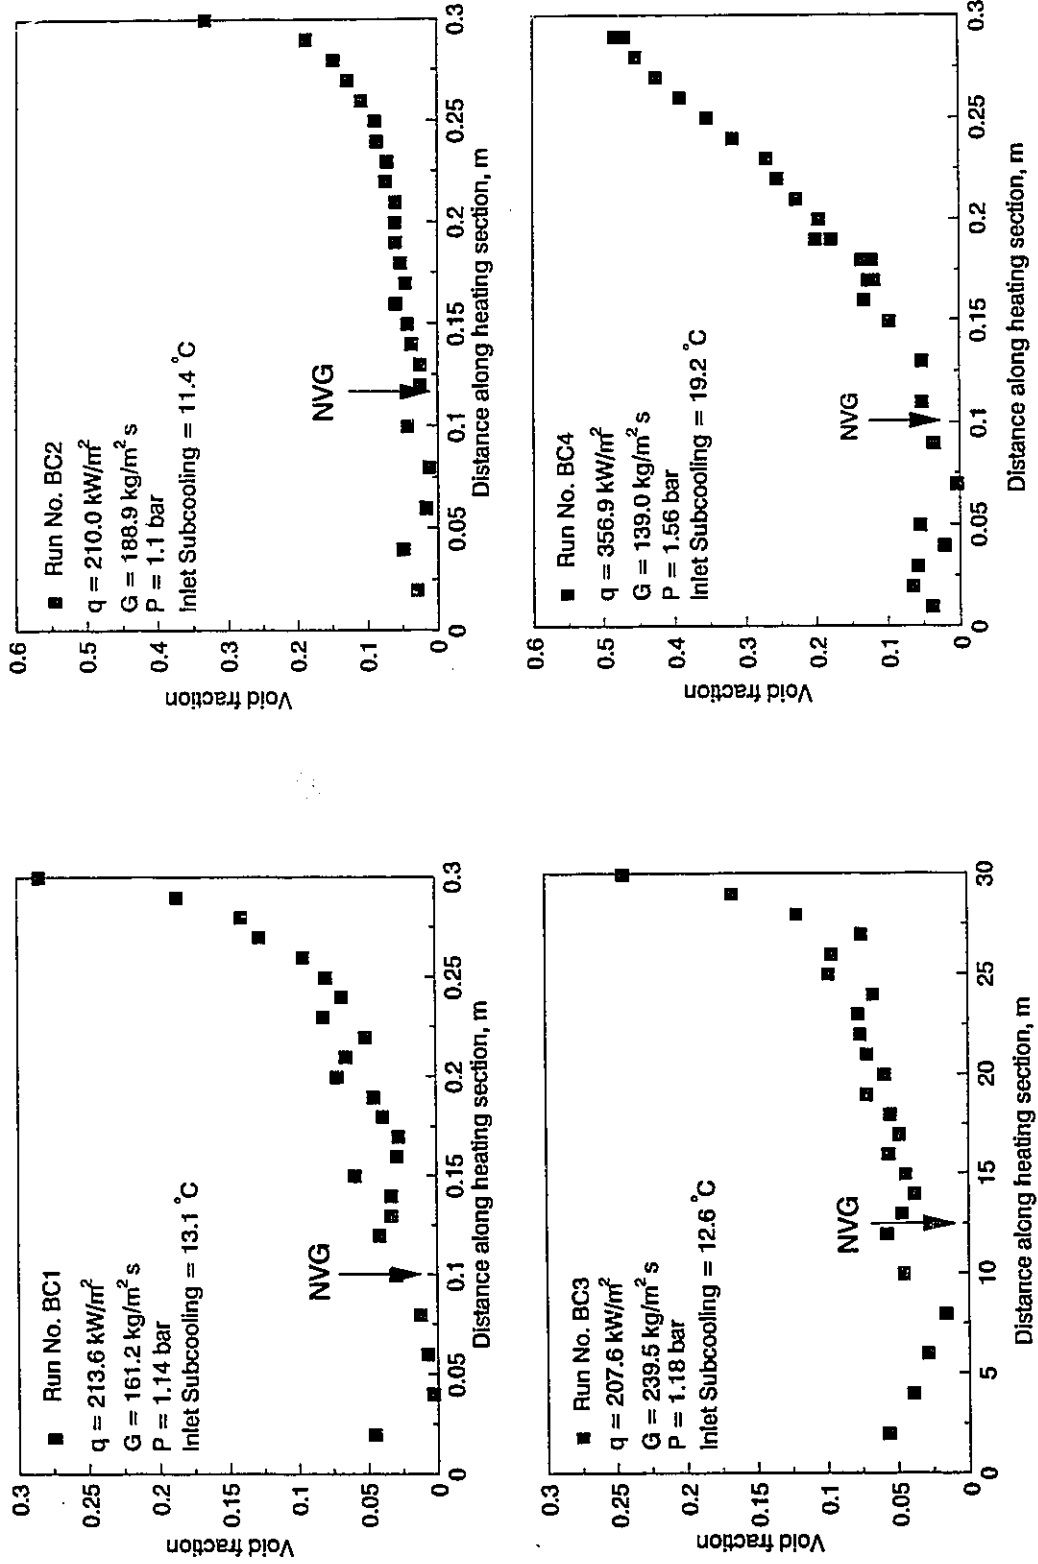 0.6
0.5
0.4
0.3
0.2
0.1
0
Void fraction
Run No. BC2
q = 210.0 kW/m²
G = 188.9 kg/m² s
P = 1.1 bar
Inlet Subcooling = 11.4 °C
NVG
0 0.05 0.1 0.15 0.2 0.25 0.3
Distance along heating section, m
0.6
0.5
0.4
0.3
0.2
0.1
0
Void fraction
Run No. BC4
q = 356.9 kW/m²
G = 139.0 kg/m² s
P = 1.56 bar
Inlet Subcooling = 19.2 °C
NVG
0 0.05 0.1 0.15 0.2 0.25 0.3
Distance along heating section, m
0.3
0.25
0.2
0.15
0.1
0.05
0
Void fraction
Run No. BC1
q = 213.6 kW/m²
G = 161.2 kg/m² s
P = 1.14 bar
Inlet Subcooling = 13.1 °C
NVG
0 0.05 0.1 0.15 0.2 0.25 0.3
Distance along heating section, m
0.3
0.25
0.2
0.15
0.1
0.05
Void fraction
Run No. BC3
q = 207.6 kW/m²
G = 239.5 kg/m² s
P = 1.18 bar
Inlet Subcooling = 12.6 °C
NVG
0 5 10 15 20 25 30
Distance along heating section, m